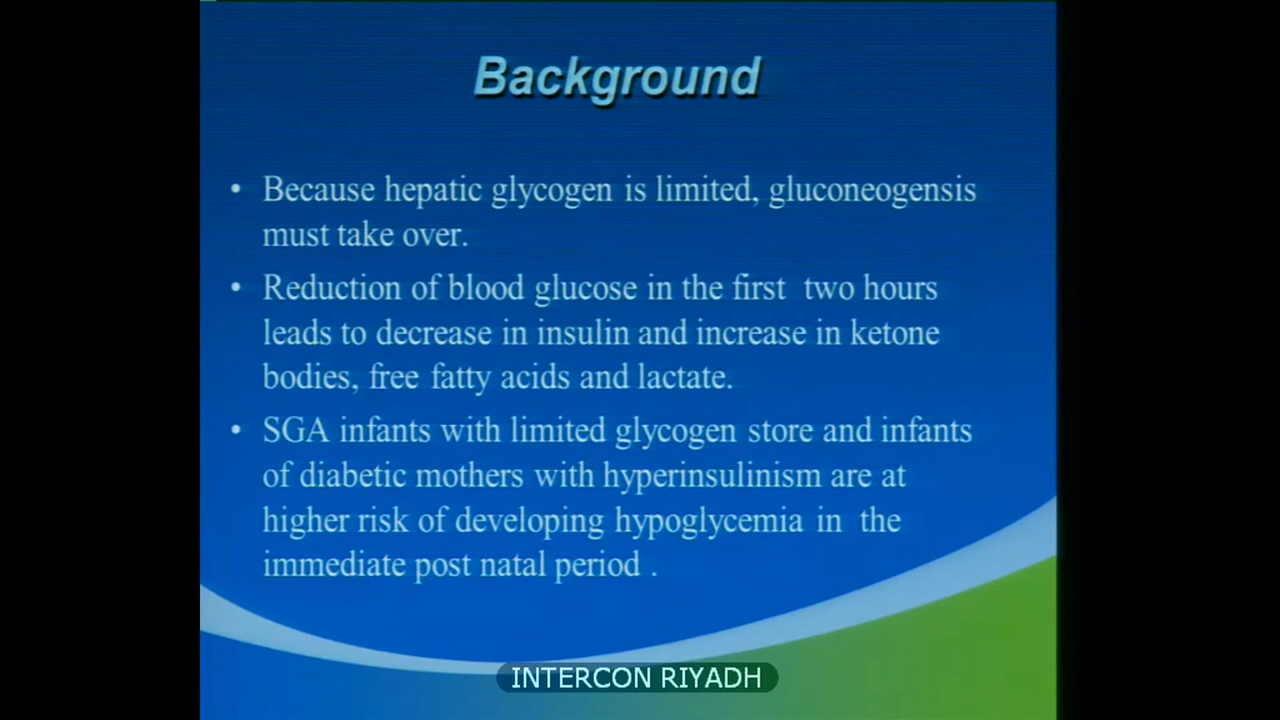 Background
• Because hepatic glycogen is limited, gluconeogensis
must take over.
• Reduction of blood glucose in the first two hours
leads to decrease in insulin and increase in ketone
bodies, free fatty acids and lactate.
• SGA infants with limited glycogen store and infants
of diabetic mothers with hyperinsulinism are at
higher risk of developing hypoglycemia in the
immediate post natal period .
INTERCON RIYADH